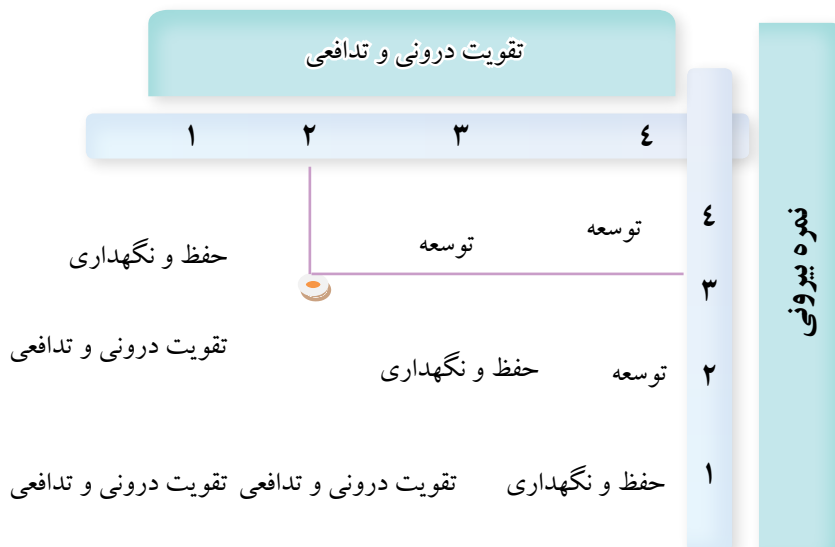 تقویت درونی و تدافعی
٤ ۳ ۲ ۱
نمره بیرونی
٤ توسعه توسعه حفظ و نگهداری
۳
۲ توسعه حفظ و نگهداری تقویت درونی و تدافعی
۱ حفظ و نگهداری تقویت درونی و تدافعی تقویت درونی و تدافعی